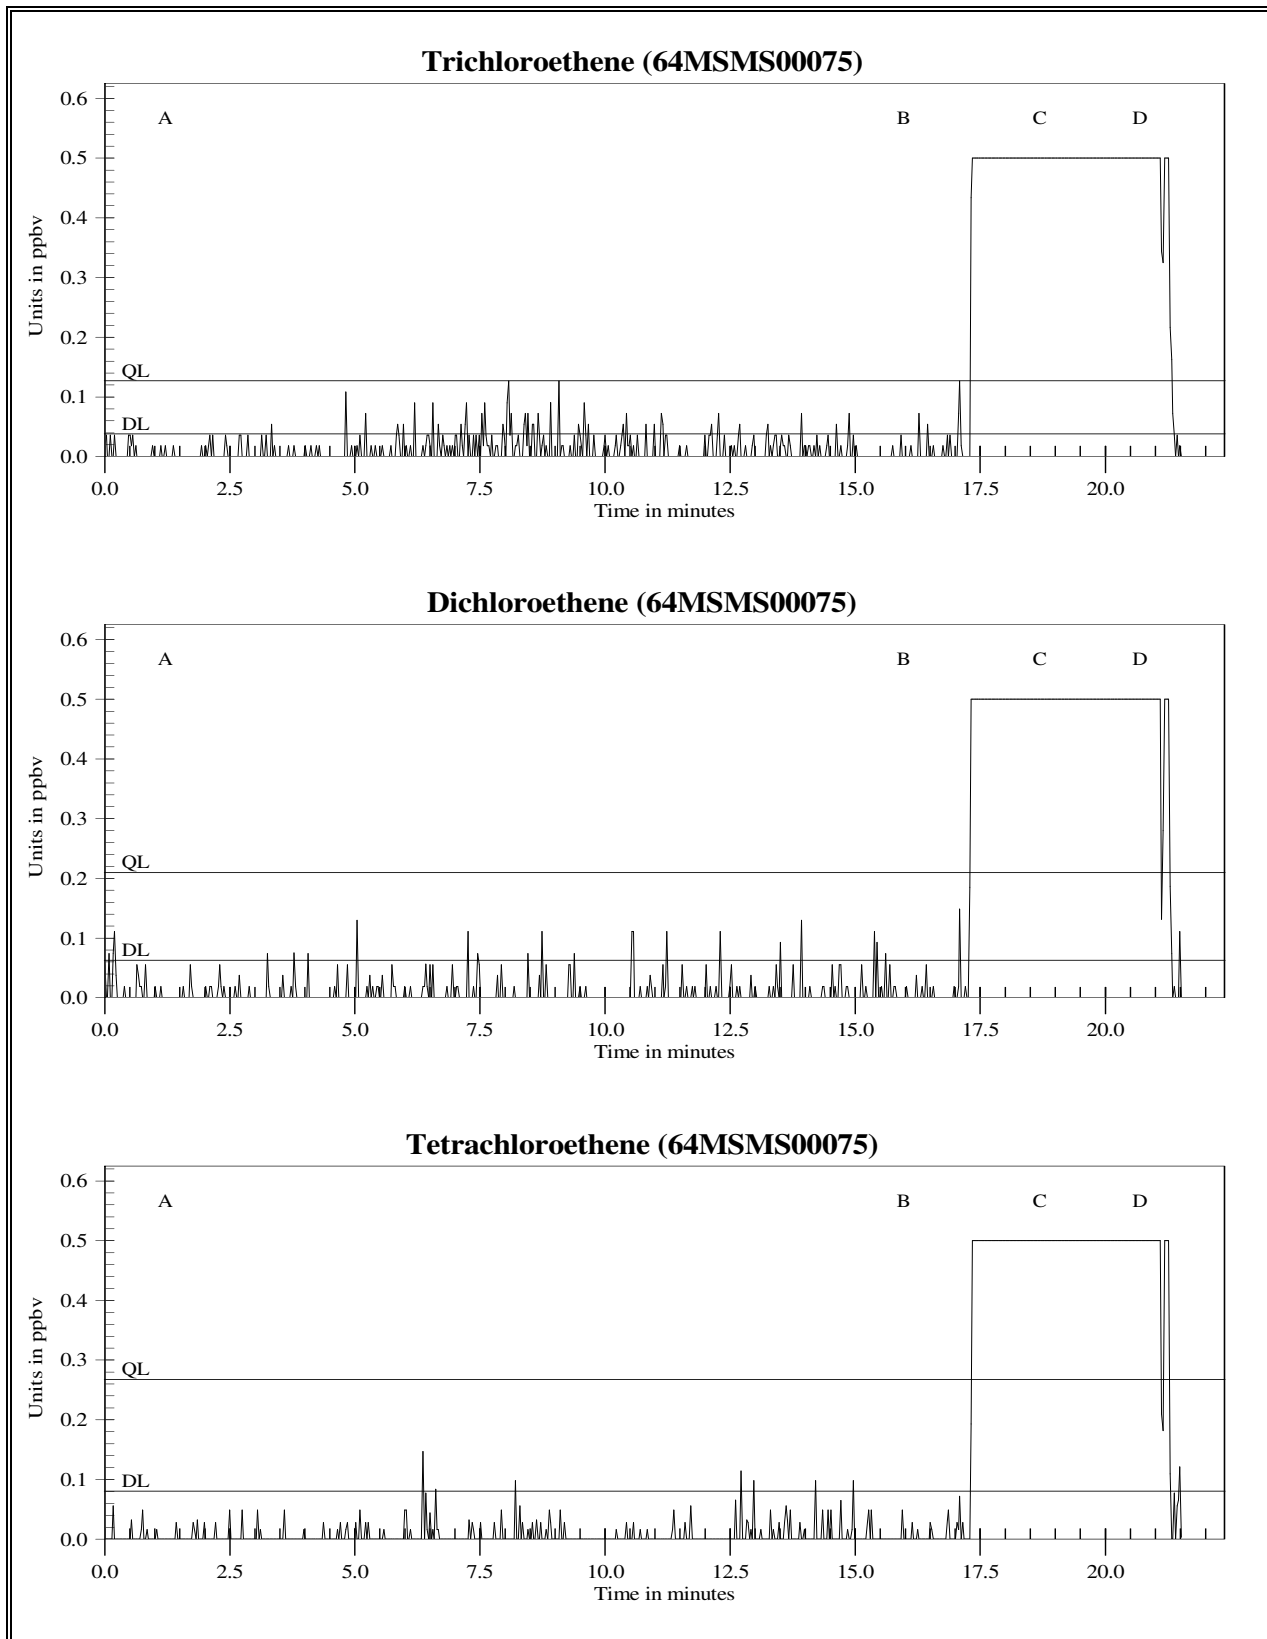 Trichloroethene (64MSMS00075)
0.6
A B C D
0.5
0.4
Units in ppbv
0.3
0.2
QL
0.1
DL
0.0
0.0 2.5 5.0 7.5 10.0 12.5 15.0 17.5 20.0
Time in minutes
Dichloroethene (64MSMS00075)
0.6
A B C D
0.5
0.4
Units in ppbv
0.3
QL
0.2
0.1
DL
0.0
0.0 2.5 5.0 7.5 10.0 12.5 15.0 17.5 20.0
Time in minutes
Tetrachloroethene (64MSMS00075)
0.6
A B C D
0.5
0.4
Units in ppbv
0.3
QL
0.2
0.1
DL
0.0
0.0 2.5 5.0 7.5 10.0 12.5 15.0 17.5 20.0
Time in minutes